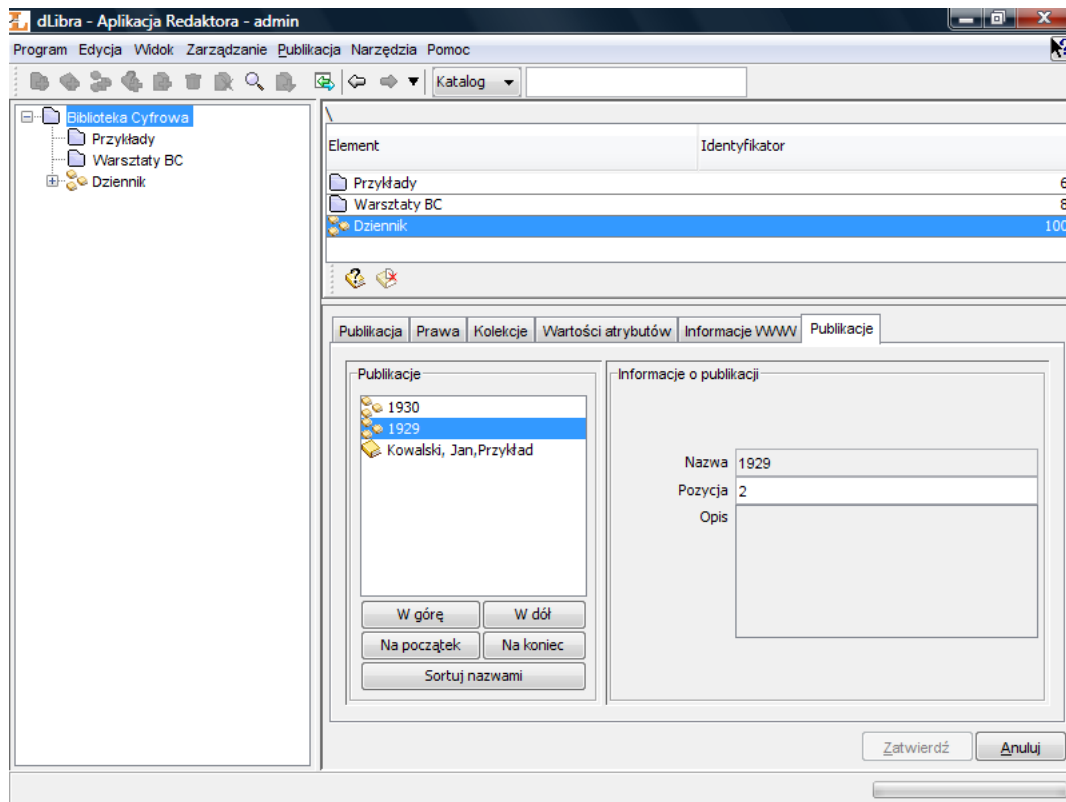 dLibra - Aplikacja Redaktora - admin
Program Edycja Widok Zarządzanie Publikacja Narzędzia Pomoc
Katalog
Biblioteka Cyfrowa
Przykłady
Warsztaty BC
Dziennik
\
Element Identyfikator
Przykłady 6
Warsztaty BC 8
Dziennik 100
Publikacja Prawa Kolekcje Wartości atrybutów Informacje WWW Publikacje
Publikacje
1930
1929
Kowalski, Jan,Przykład
W górę W dół
Na początek Na koniec
Sortuj nazwami
Informacje o publikacji
Nazwa 1929
Pozycja 2
Opis
Zatwierdź Anuluj